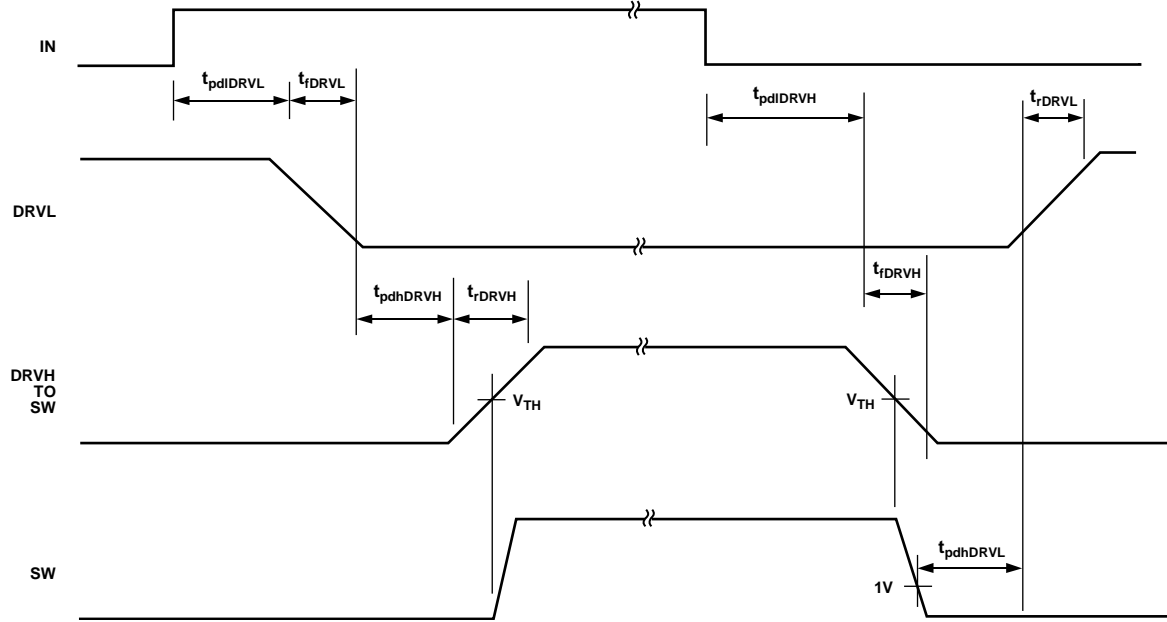 IN
tpdlDRVL
tfDRVL
tpdlDRVH
trDRVL
DRVL
tfDRVH
tpdhDRVH
trDRVH
DRVH
TO
SW
VTH
VTH
tpdhDRVL
SW
1V